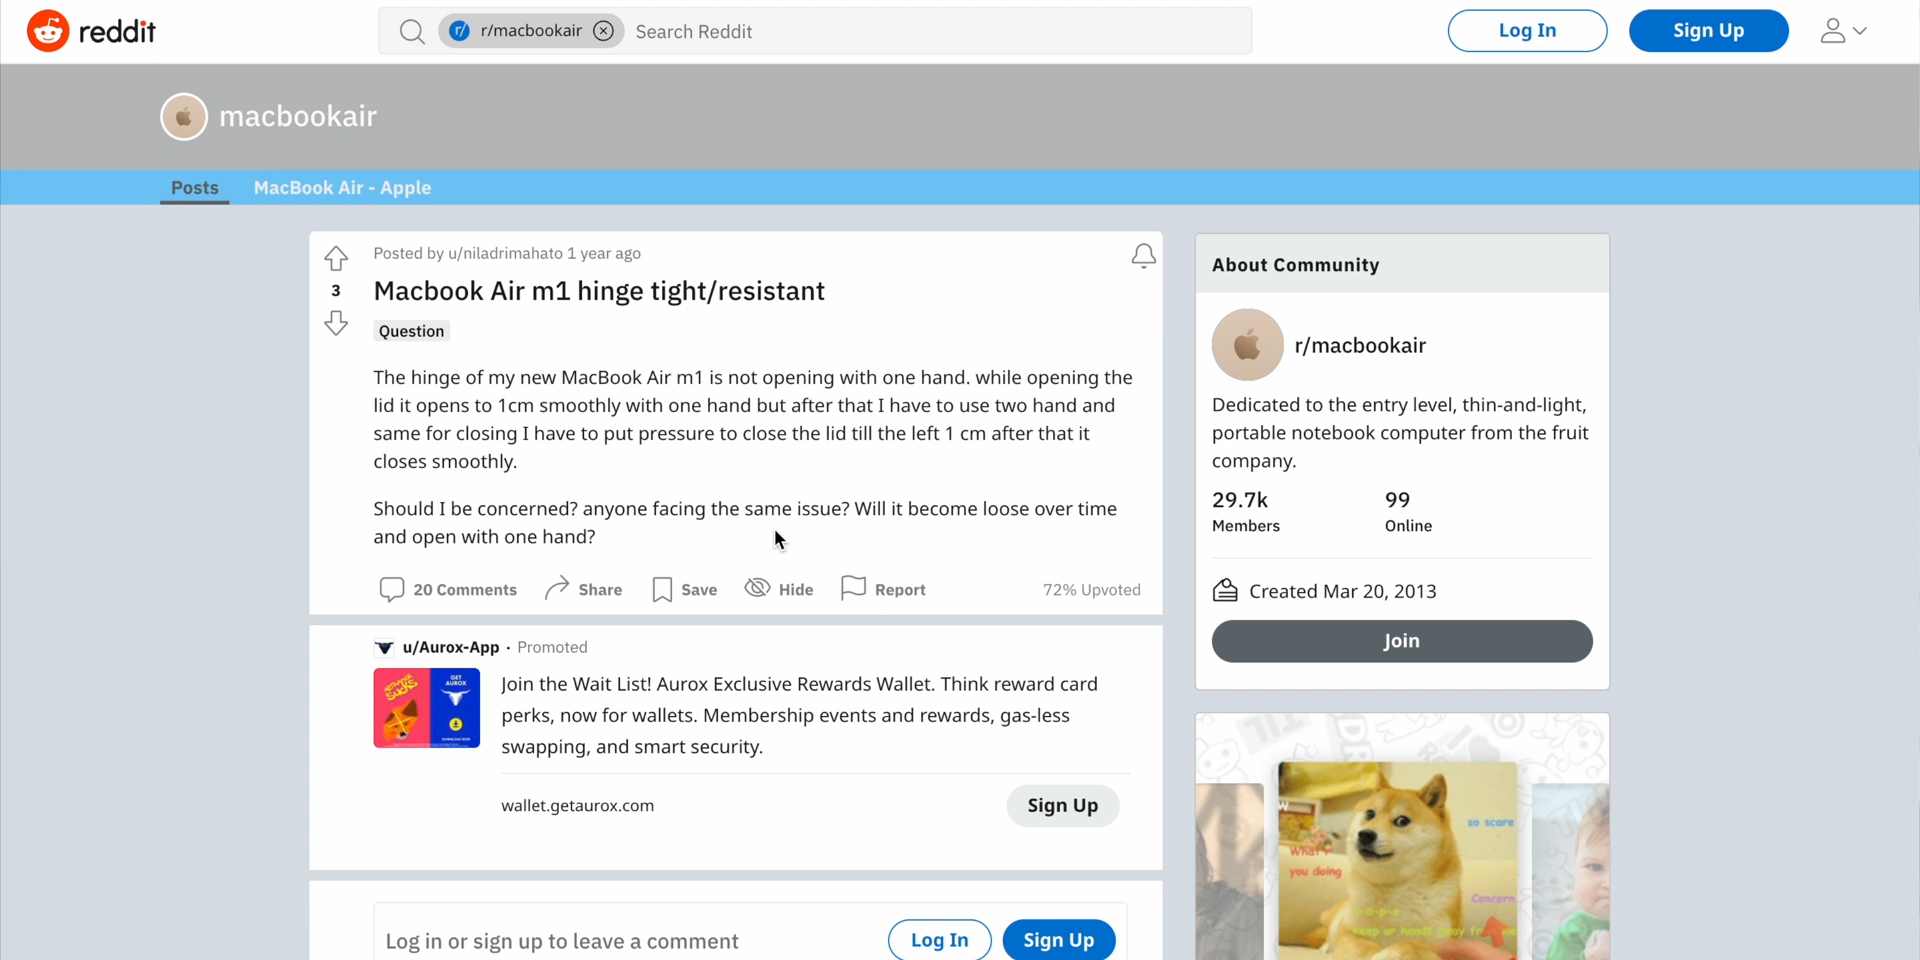 reddit
r/macbookair
Search Reddit
Log In
Sign Up
macbookair
Posts
MacBook Air - Apple
Posted by u/niladrimahato 1 year ago
3
Macbook Air m1 hinge tight/resistant
Question
The hinge of my new MacBook Air m1 is not opening with one hand. while opening the
lid it opens to 1cm smoothly with one hand but after that I have to use two hand and
same for closing I have to put pressure to close the lid till the left 1 cm after that it
closes smoothly.
Should I be concerned? anyone facing the same issue? Will it become loose over time
and open with one hand?
20 Comments
Share
Save
Hide
Report
72% Upvoted
u/Aurox-App · Promoted
GET
AUROX
Join the Wait List! Aurox Exclusive Rewards Wallet. Think reward card
perks, now for wallets. Membership events and rewards, gas-less
swapping, and smart security.
wallet.getaurox.com
Sign Up
Log in or sign up to leave a comment
Log In
Sign Up
About Community
r/macbookair
Dedicated to the entry level, thin-and-light,
portable notebook computer from the fruit
company.
29.7k
Members
99
Online
Created Mar 20, 2013
Join
so scare
What r
you doing
Concern
keep ur hands away